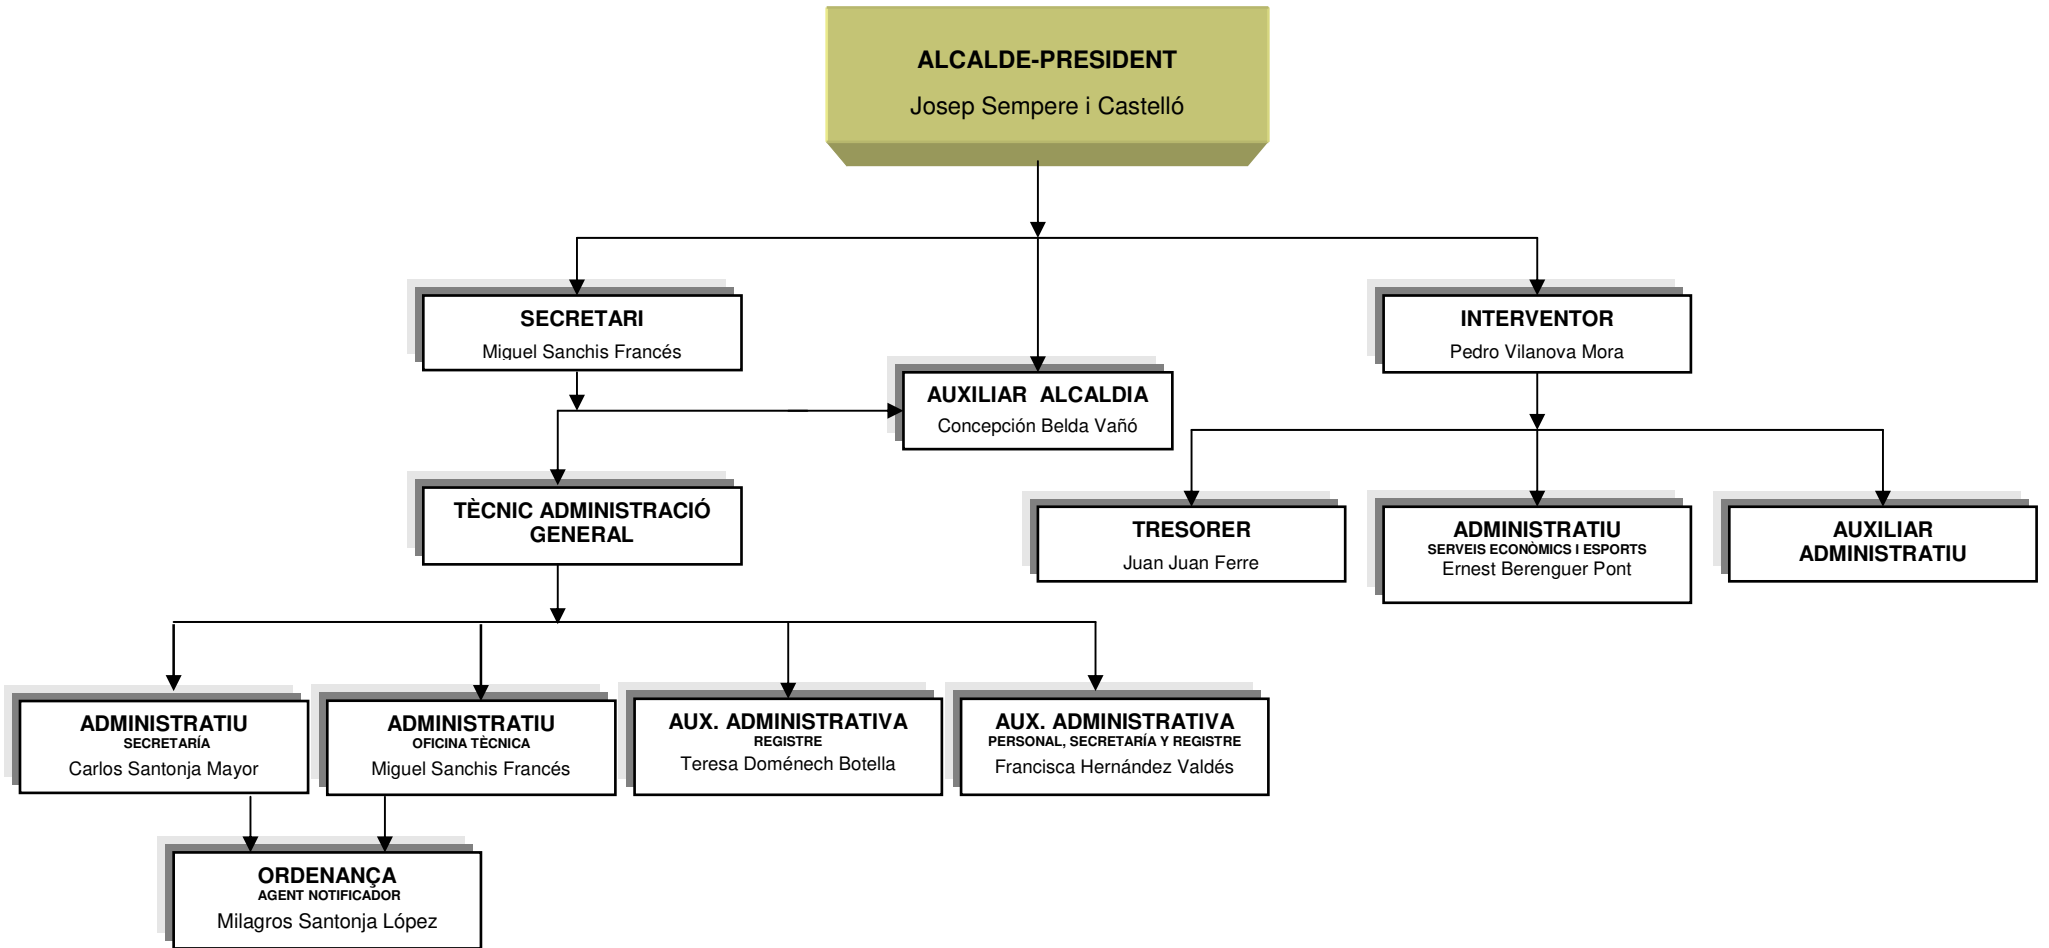 ALCALDE-PRESIDENT
Josep Sempere i Castelló
SECRETARI
Miguel Sanchis Francés
INTERVENTOR
Pedro Vilanova Mora
AUXILIAR ALCALDIA
Concepción Belda Vañó
TÈCNIC ADMINISTRACIÓ
GENERAL
TRESORER
Juan Juan Ferre
ADMINISTRATIU
SERVEIS ECONÒMICS I ESPORTS
Ernest Berenguer Pont
AUXILIAR
ADMINISTRATIU
ADMINISTRATIU
SECRETARÍA
Carlos Santonja Mayor
ADMINISTRATIU
OFICINA TÈCNICA
Miguel Sanchis Francés
AUX. ADMINISTRATIVA
REGISTRE
Teresa Doménech Botella
AUX. ADMINISTRATIVA
PERSONAL, SECRETARÍA Y REGISTRE
Francisca Hernández Valdés
ORDENANÇA
AGENT NOTIFICADOR
Milagros Santonja López